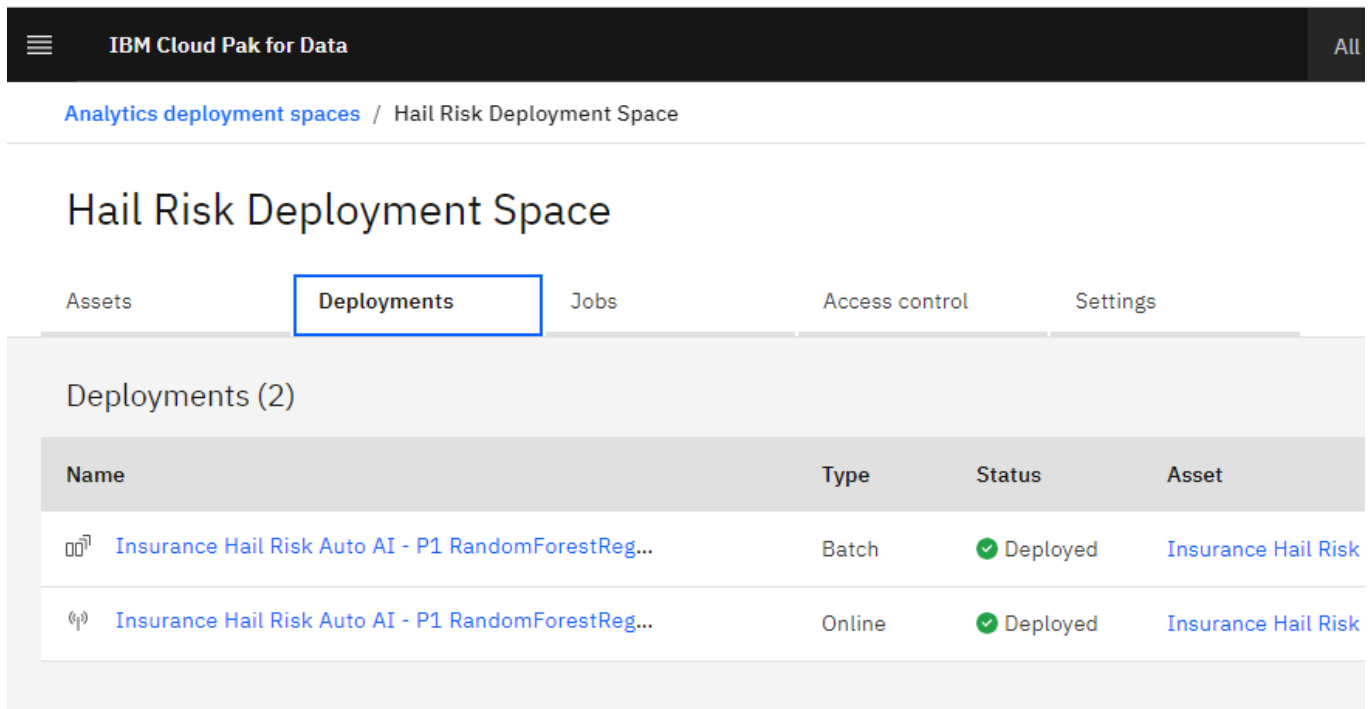 IBM Cloud Pak for Data All
Analytics deployment spaces / Hail Risk Deployment Space
Hail Risk Deployment Space
Assets Deployments Jobs Access control Settings
Deployments (2)
Name Type Status Asset
Insurance Hail Risk Auto AI - P1 RandomForestReg... Batch Deployed Insurance Hail Risk
Insurance Hail Risk Auto AI - P1 RandomForestReg... Online Deployed Insurance Hail Risk